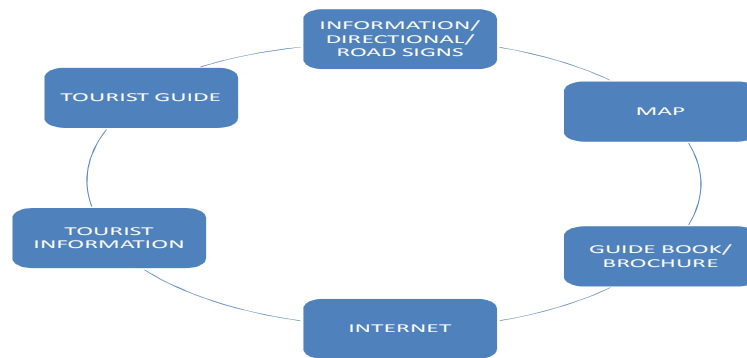 INFORMATION/
DIRECTIONAL/
ROAD SIGNS
TOURIST GUIDE
MAP
TOURIST
INFORMATION
GUIDE BOOK/
BROCHURE
INTERNET